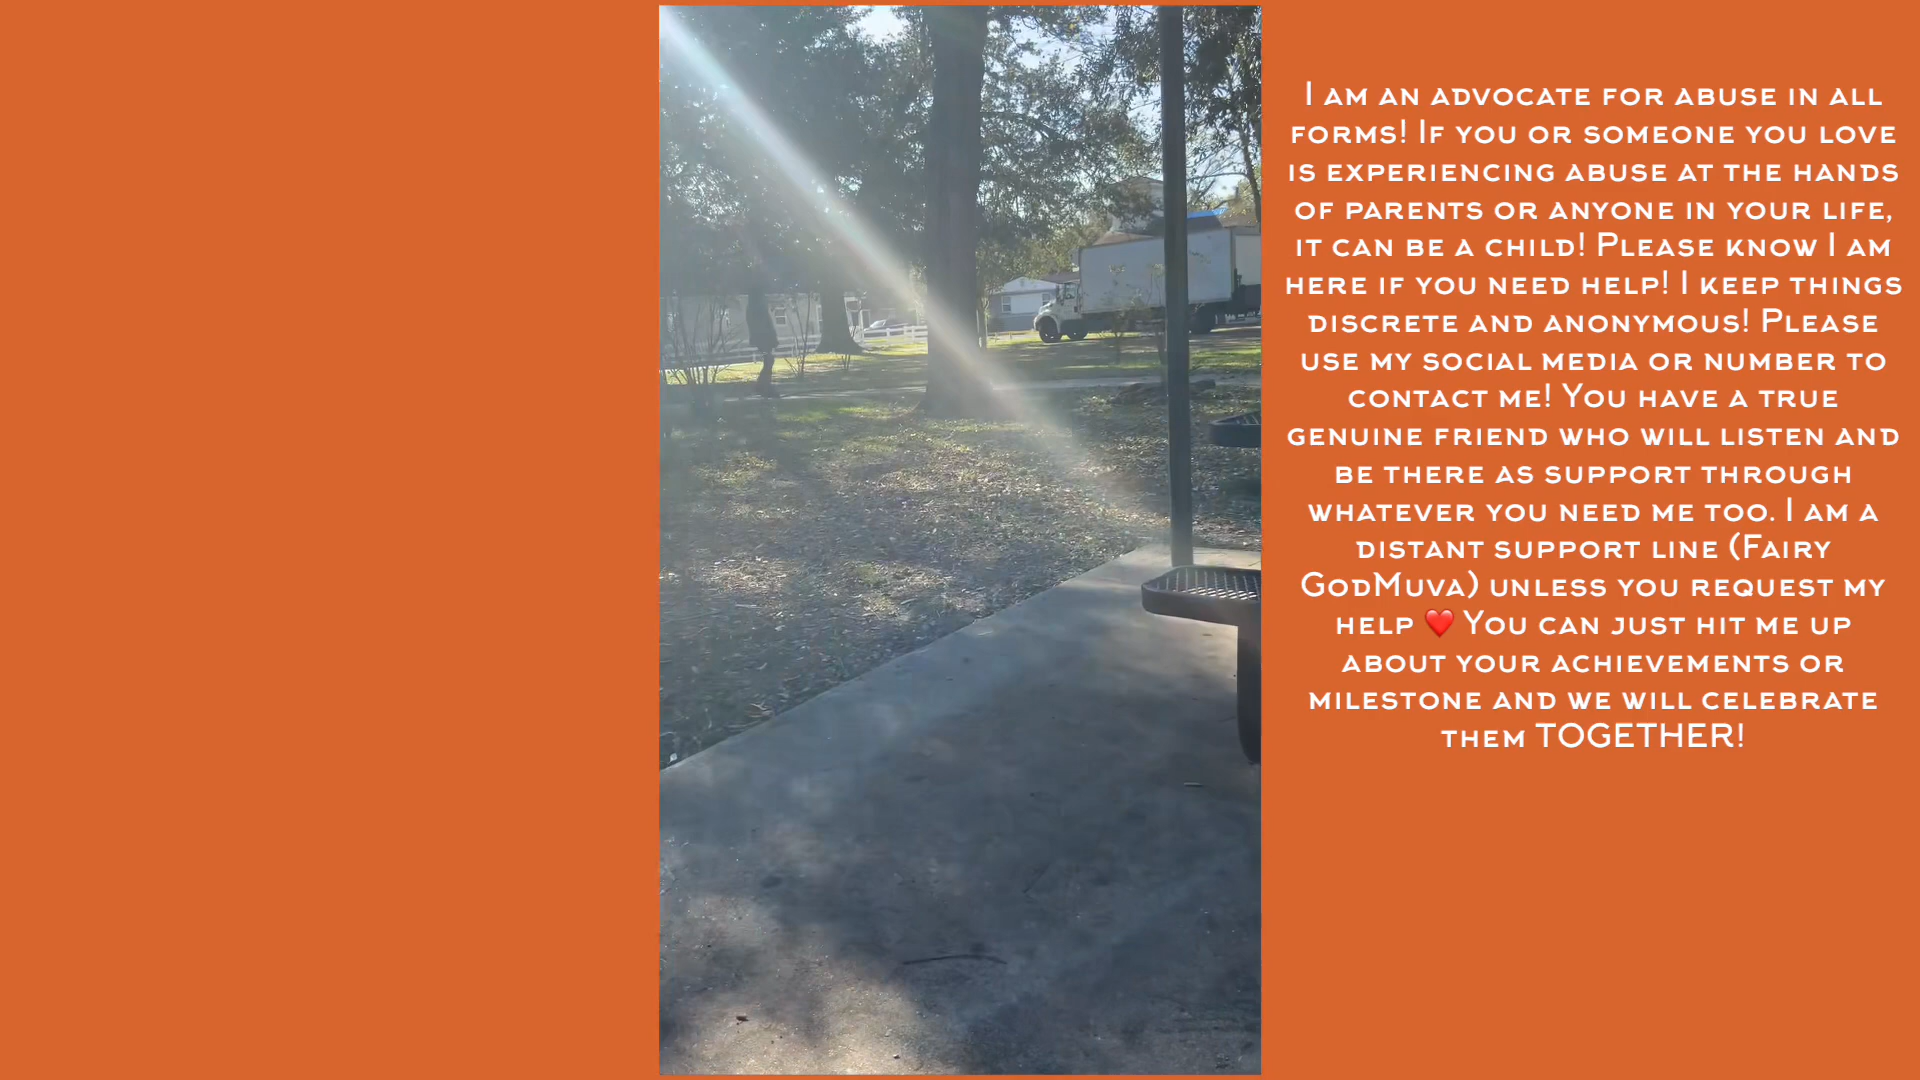 I am an advocate for abuse in all
forms! If you or someone you love
is experiencing abuse at the hands
of parents or anyone in your life,
it can be a child! Please know I am
here if you need help! I keep things
discrete and anonymous! Please
use my social media or number to
contact me! You have a true
genuine friend who will listen and
be there as support through
whatever you need me too. I am a
distant support line (Fairy
GodMuva) unless you request my
help ❤️ You can just hit me up
about your achievements or
milestone and we will celebrate
them TOGETHER!